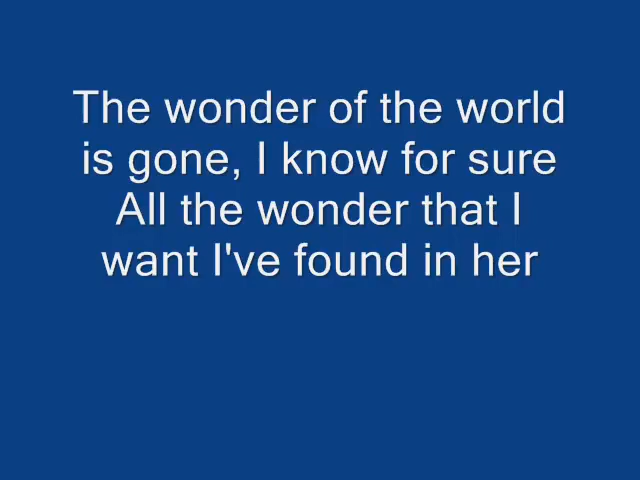 The wonder of the world
is gone, I know for sure
All the wonder that I
want I've found in her